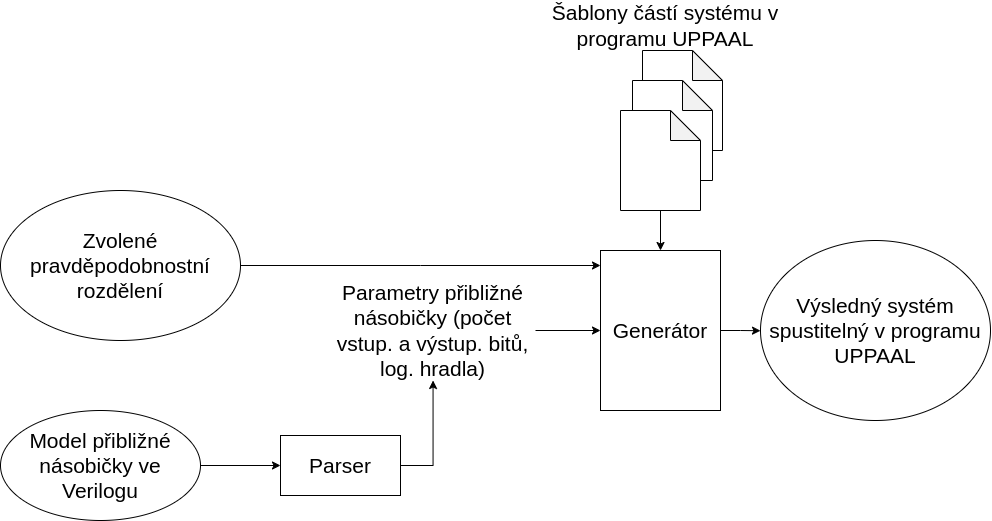 Šablony částí systému v
programu UPPAAL
Zvolené
pravděpodobnostní
rozdělení
Parametry přibližné
násobičky (počet
vstup. a výstup. bitů,
log. hradla)
Generátor
Výsledný systém
spustitelný v programu
UPPAAL
Model přibližné
násobičky ve
Verilogu
Parser